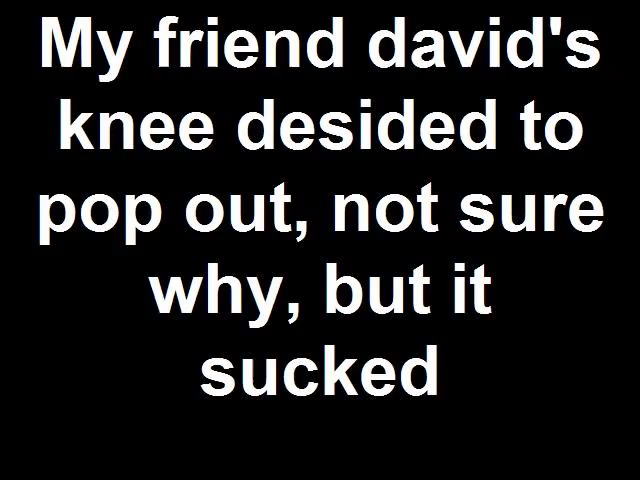 My friend david's
knee desided to
pop out, not sure
why, but it
sucked